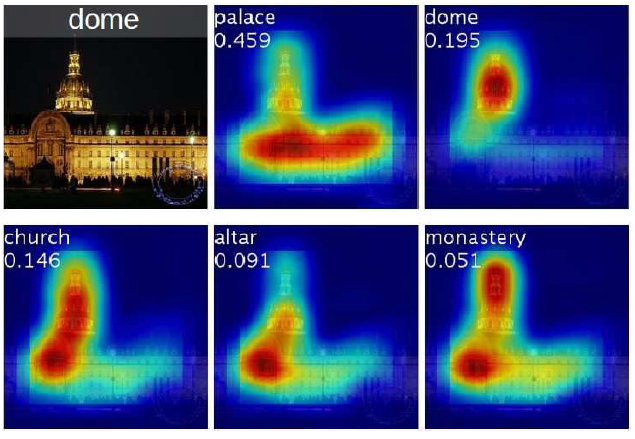 dome
palace
0.459
dome
0.195
church
0.146
altar
0.091
monastery
0.051